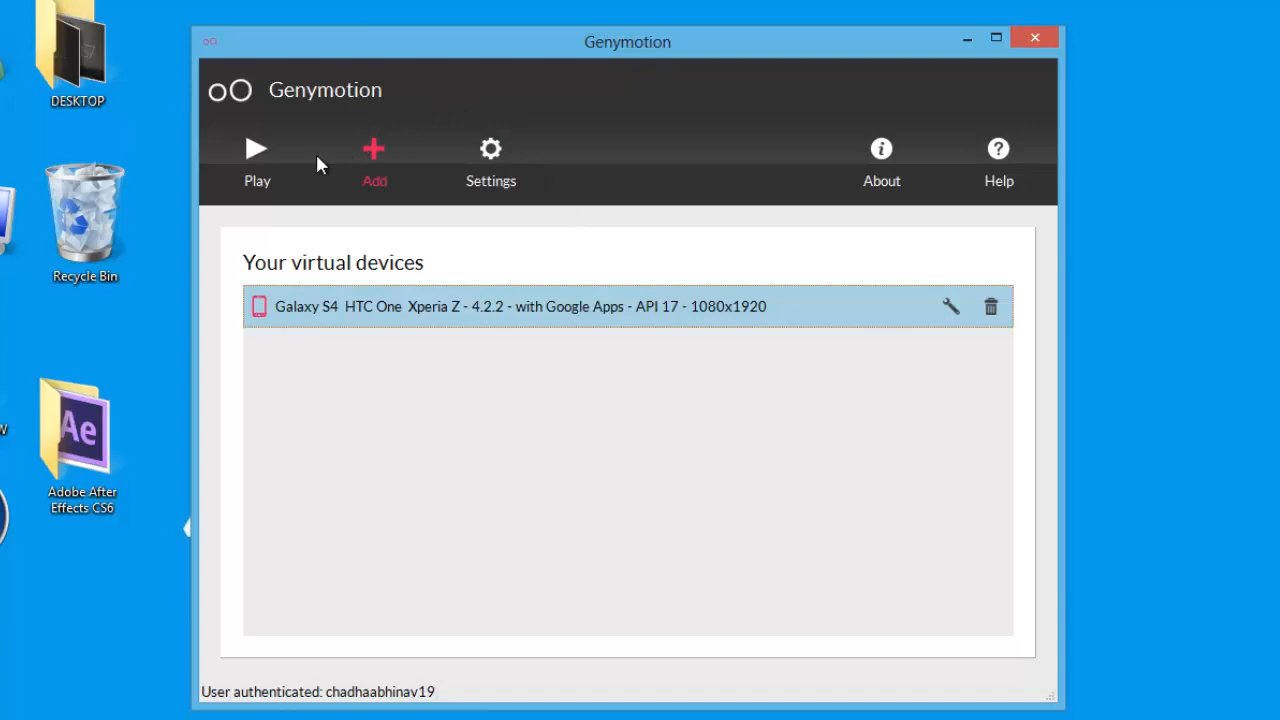 Genymotion
Genymotion
Play
Add
Settings
About
Help
Your virtual devices
Galaxy S4  HTC One  Xperia Z - 4.2.2 - with Google Apps - API 17 - 1080x1920
User authenticated: chadhaabhinav19
DESKTOP
Recycle Bin
Ae
Adobe After
Effects CS6